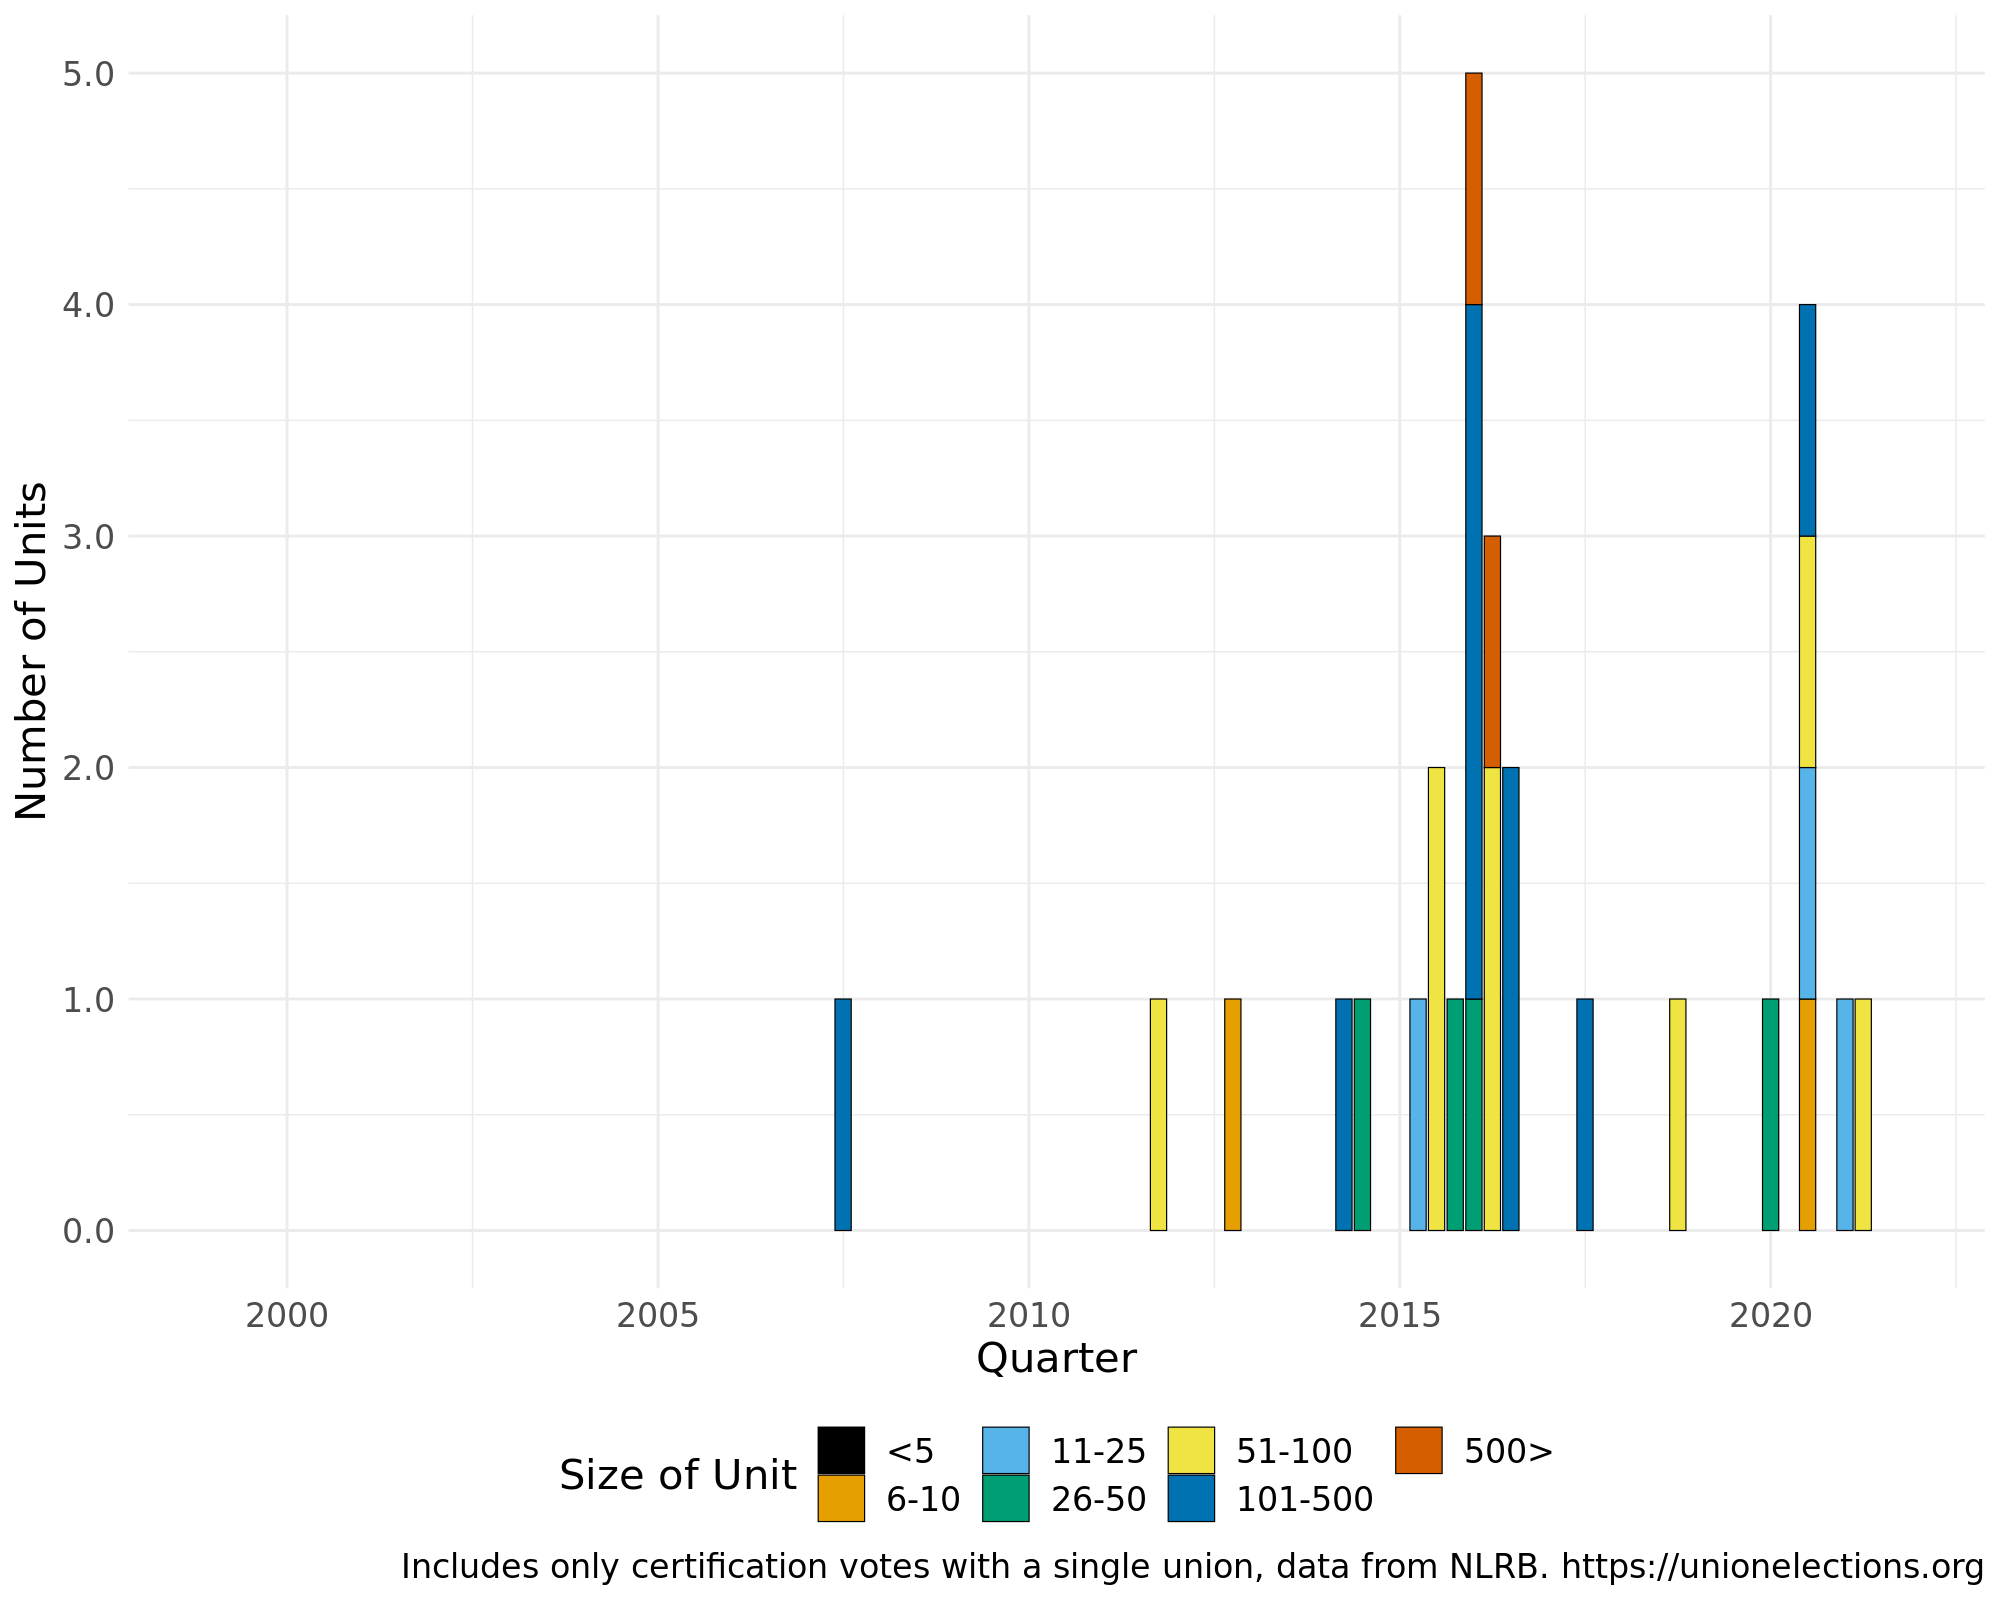 5.0
4.0
3.0
2.0
1.0
0.0
Number of Units
2000 2005 2010 2015 2020
Quarter
Size of Unit
<5 11-25 51-100 500>
6-10 26-50 101-500
Includes only certification votes with a single union, data from NLRB. https://unionelections.org